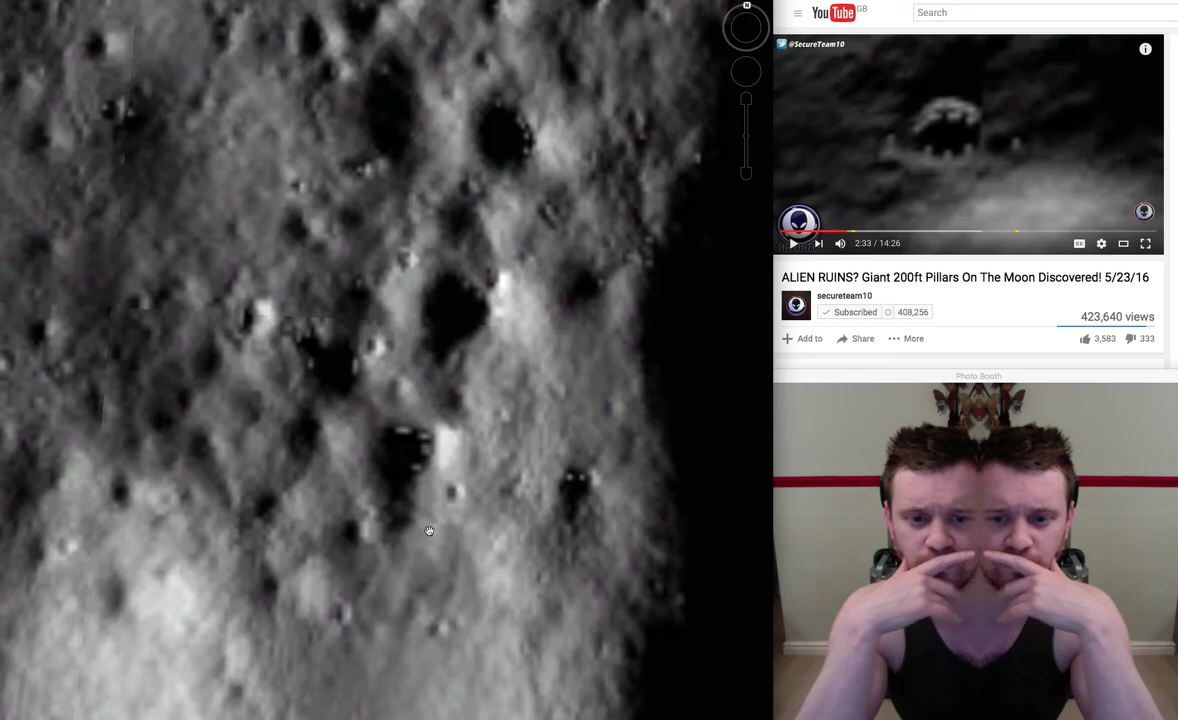 N
YouTube GB
Search
@SecureTeam10
2:33 / 14:26
CC
ALIEN RUINS? Giant 200ft Pillars On The Moon Discovered! 5/23/16
secureteam10
Subscribed 408,256
423,640 views
Add to Share More
3,583 333
Photo Booth